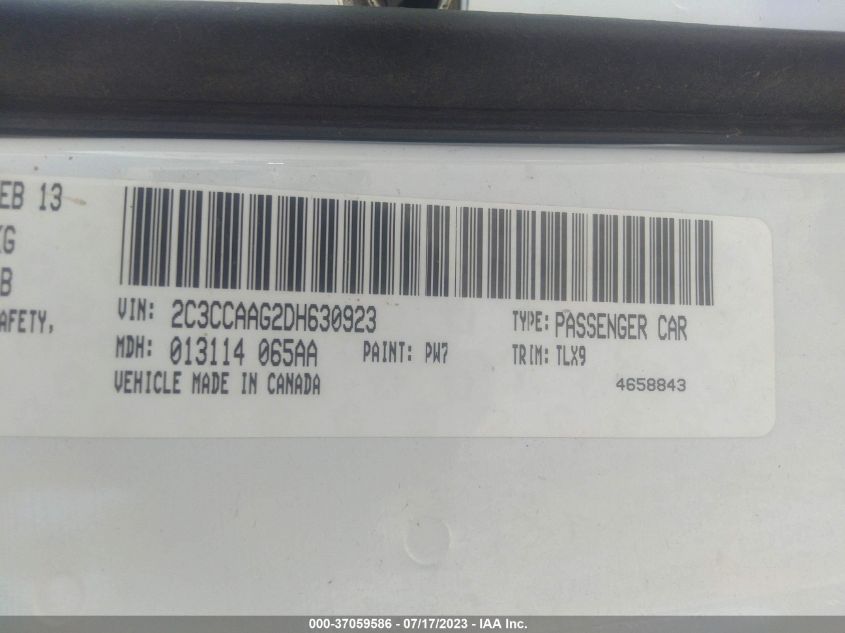 EB 13
KG
B
AFETY,
VIN: 2C3CCAAG2DH630923
TYPE: PASSENGER CAR
MDH: 013114 065AA
PAINT: PW7
TRIM: TLX9
VEHICLE MADE IN CANADA
4658843
000-37059586 - 07/17/2023 - IAA Inc.